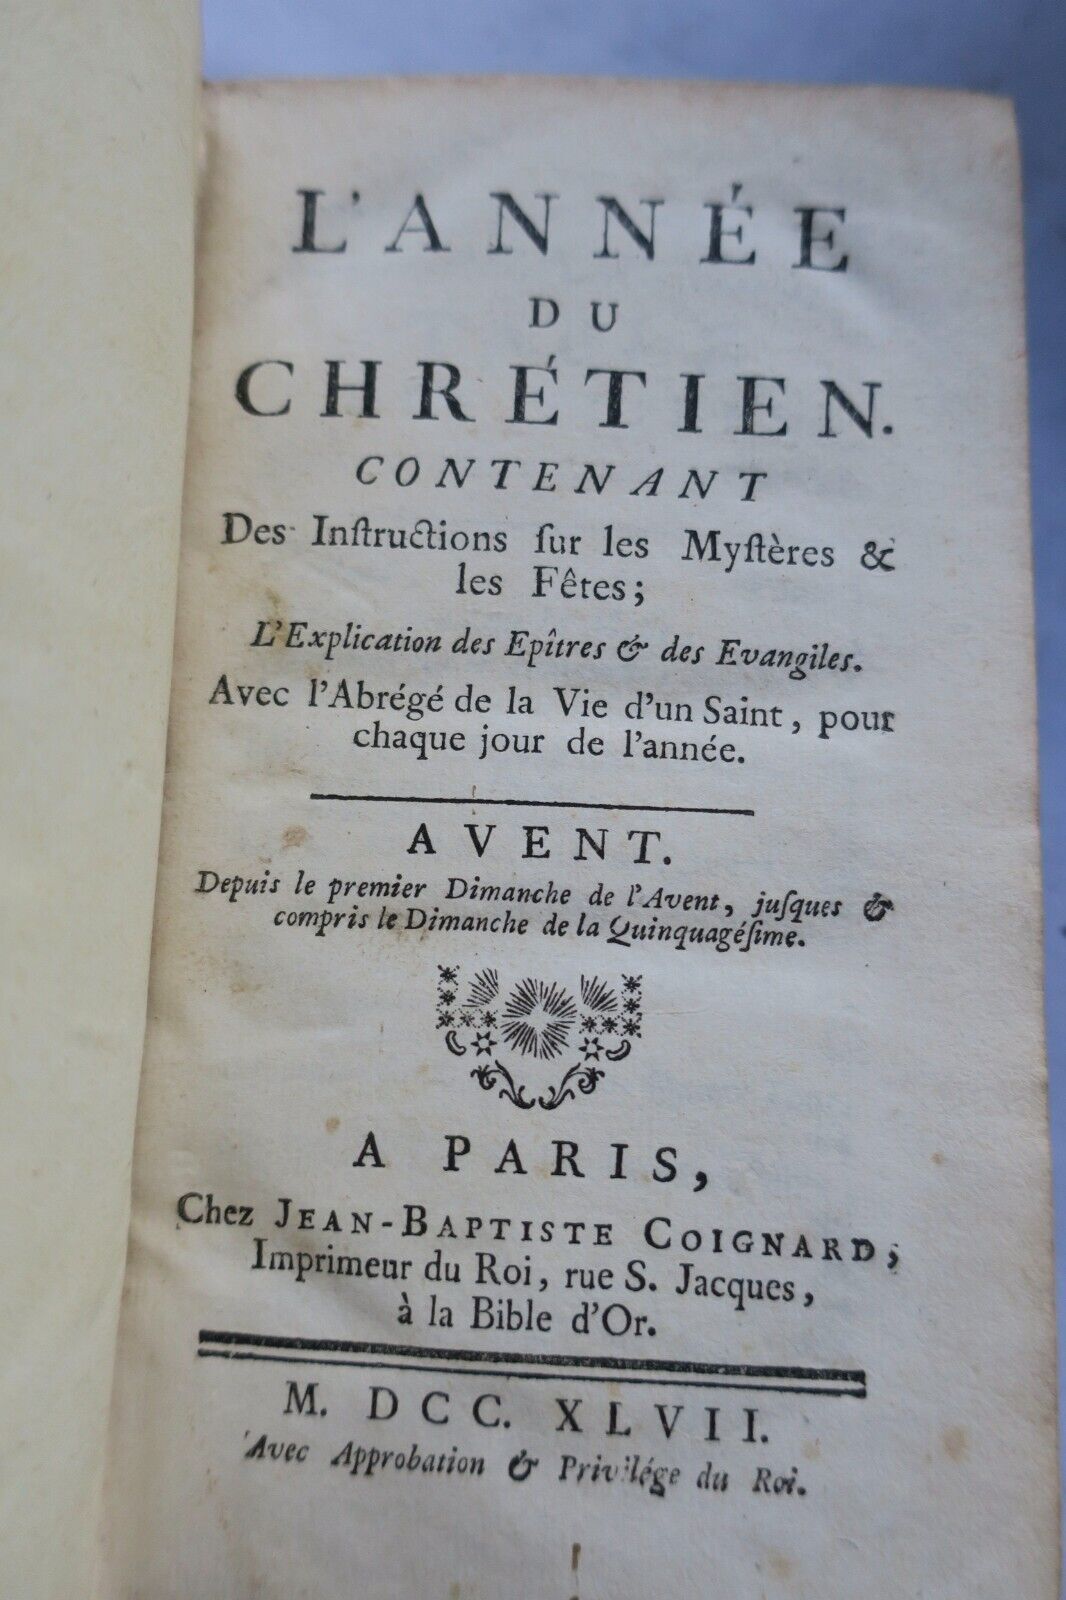 L'ANNÉE
DU
CHRÉTIEN.
CONTENANT
Des Inſtructions ſur les Myſtères &
les Fêtes;
L'Explication des Epîtres & des Evangiles.
Avec l'Abrégé de la Vie d'un Saint, pour
chaque jour de l'année.
AVENT.
Depuis le premier Dimanche de l'Avent, juſques &
compris le Dimanche de la Quinquagéſime.
A PARIS,
Chez JEAN-BAPTISTE COIGNARD,
Imprimeur du Roi, rue S. Jacques,
à la Bible d'Or.
M. DCC. XLVII.
Avec Approbation & Privilége du Roi.